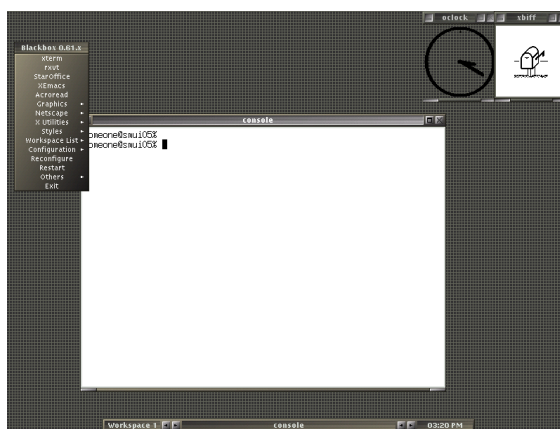 oclock
xbiff
Blackbox 0.61.x
xterm
rxvt
StarOffice
XEmacs
Acroread
Graphics
Netscape
X Utilities
Styles
Workspace List
Configuration
Reconfigure
Restart
Others
Exit
console
omeone@smui05%
omeone@smui05%
Workspace 1
console
03:20 PM